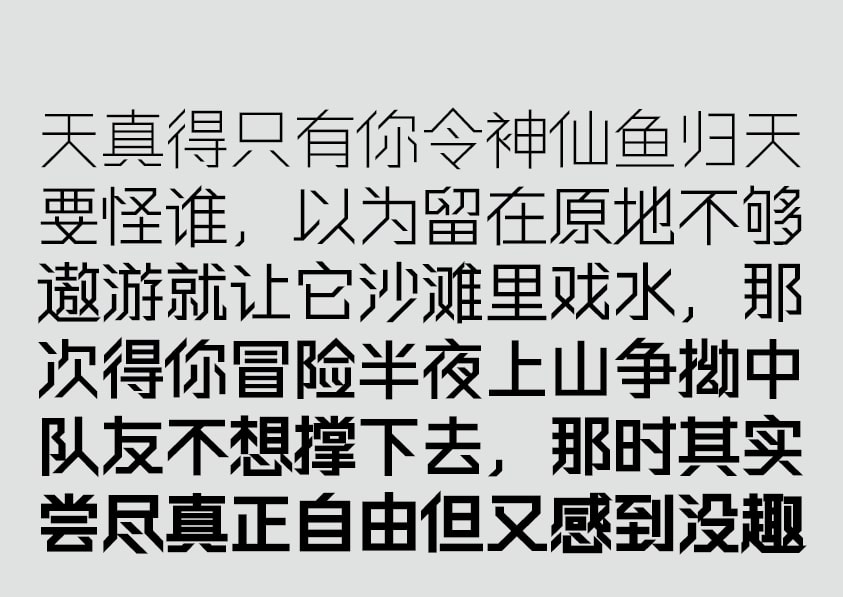 天真得只有你令神仙鱼归天
要怪谁，以为留在原地不够
遨游就让它沙滩里戏水，那
次得你冒险半夜上山争拗中
队友不想撑下去，那时其实
尝尽真正自由但又感到没趣